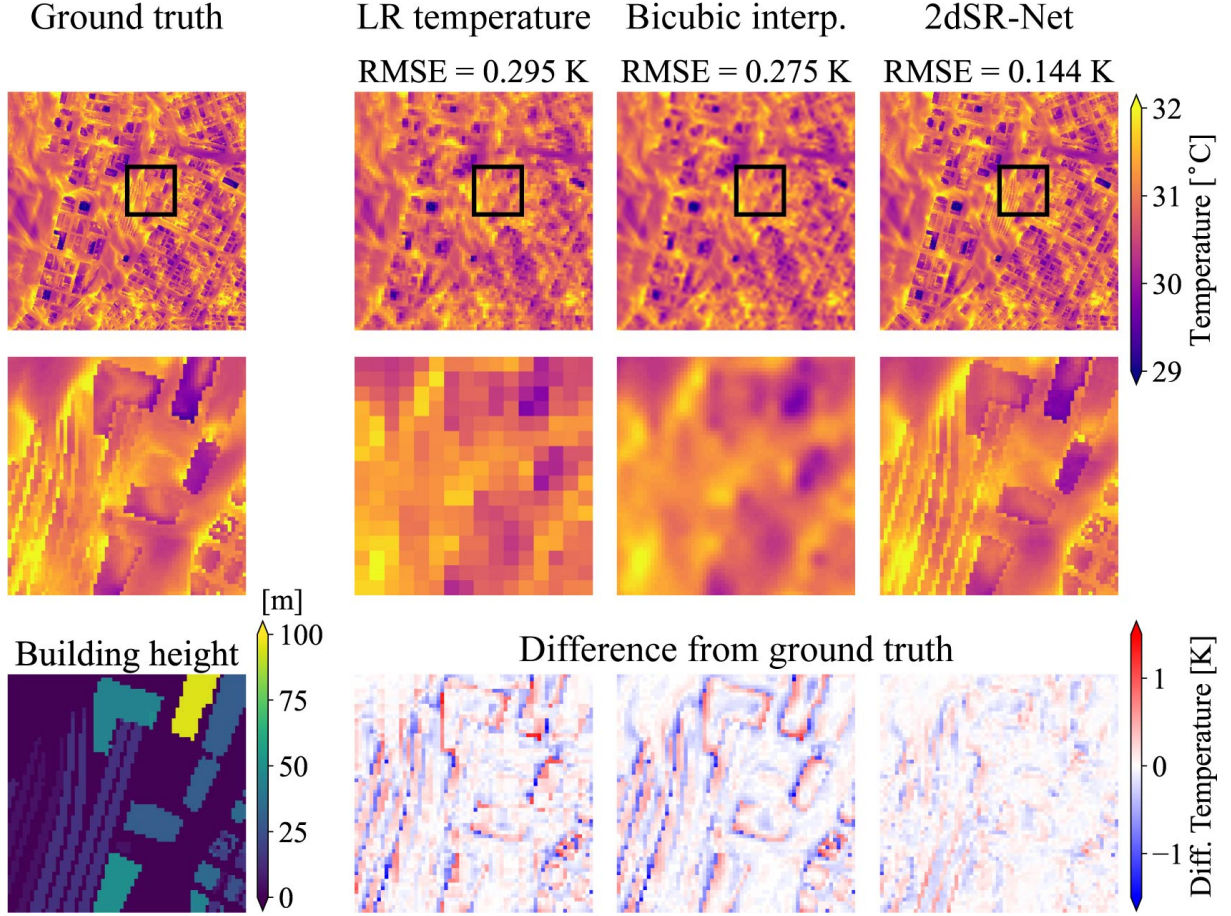 Ground truth
LR temperature
Bicubic interp.
2dSR-Net
RMSE = 0.295 K
RMSE = 0.275 K
RMSE = 0.144 K
32
31
30
29
Temperature [°C]
[m]
Building height
100
75
50
25
0
Difference from ground truth
1
0
−1
Diff. Temperature [K]